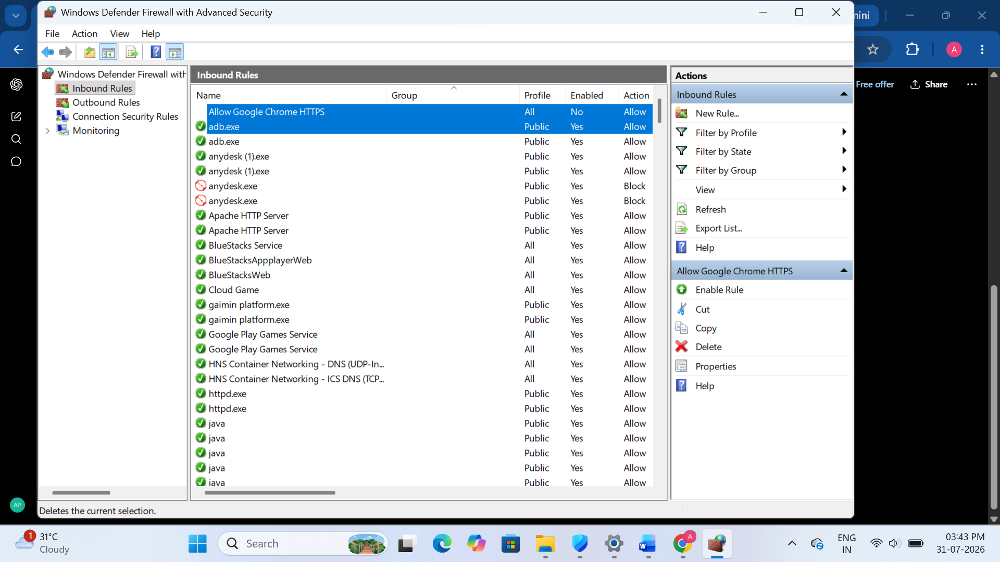 Windows Defender Firewall with Advanced Security
nini
File Action View Help
A
Free offer Share
Windows Defender Firewall with
Inbound Rules
Outbound Rules
Connection Security Rules
Monitoring
Inbound Rules
Name Group Profile Enabled Action
Allow Google Chrome HTTPS All No Allow
adb.exe Public Yes Allow
adb.exe Public Yes Allow
anydesk (1).exe Public Yes Allow
anydesk (1).exe Public Yes Allow
anydesk.exe Public Yes Block
anydesk.exe Public Yes Block
Apache HTTP Server Public Yes Allow
Apache HTTP Server Public Yes Allow
BlueStacks Service All Yes Allow
BlueStacksAppplayerWeb All Yes Allow
BlueStacksWeb All Yes Allow
Cloud Game All Yes Allow
gaimin platform.exe Public Yes Allow
gaimin platform.exe Public Yes Allow
Google Play Games Service All Yes Allow
Google Play Games Service All Yes Allow
HNS Container Networking - DNS (UDP-In... All Yes Allow
HNS Container Networking - ICS DNS (TCP... All Yes Allow
httpd.exe Public Yes Allow
httpd.exe Public Yes Allow
java Public Yes Allow
java Public Yes Allow
java Public Yes Allow
java Public Yes Allow
java Public Yes Allow
Actions
Inbound Rules
New Rule...
Filter by Profile
Filter by State
Filter by Group
View
Refresh
Export List...
Help
Allow Google Chrome HTTPS
Enable Rule
Cut
Copy
Delete
Properties
Help
AP
Deletes the current selection.
1
31°C
Cloudy
Search
W
A
ENG
IN
03:43 PM
31-07-2026